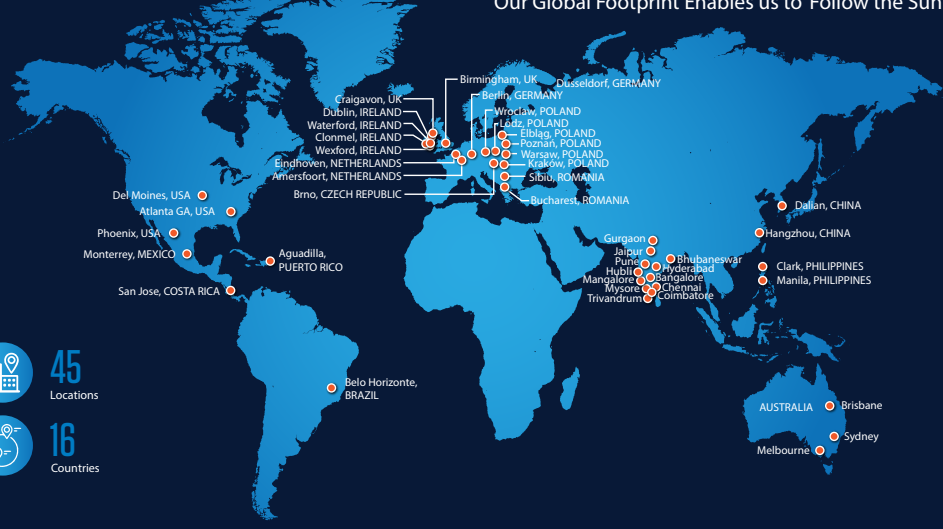 Our Global Footprint Enables us to 'Follow the Sun
Birmingham, UK
Dusseldorf, GERMANY
Berlin, GERMANY
Craigavon, UK
Dublin, IRELAND
Waterford, IRELAND
Clonmel, IRELAND
Wexford, IRELAND
Eindhoven, NETHERLANDS
Amersfoort, NETHERLANDS
Brno, CZECH REPUBLIC
Wroclaw, POLAND
Lódz, POLAND
Elbląg, POLAND
Poznań, POLAND
Warsaw, POLAND
Kraków, POLAND
Sibiu, ROMANIA
Bucharest, ROMANIA
Del Moines, USA
Atlanta GA, USA
Phoenix, USA
Monterrey, MEXICO
Aguadilla,
PUERTO RICO
San Jose, COSTA RICA
Belo Horizonte,
BRAZIL
Gurgaon
Jaipur
Pune
Hubli
Mangalore
Mysore
Trivandrum
Bhubaneswar
Hyderabad
Bangalore
Chennai
Coimbatore
Dalian, CHINA
Hangzhou, CHINA
Clark, PHILIPPINES
Manila, PHILIPPINES
AUSTRALIA
Brisbane
Sydney
Melbourne
45
Locations
16
Countries